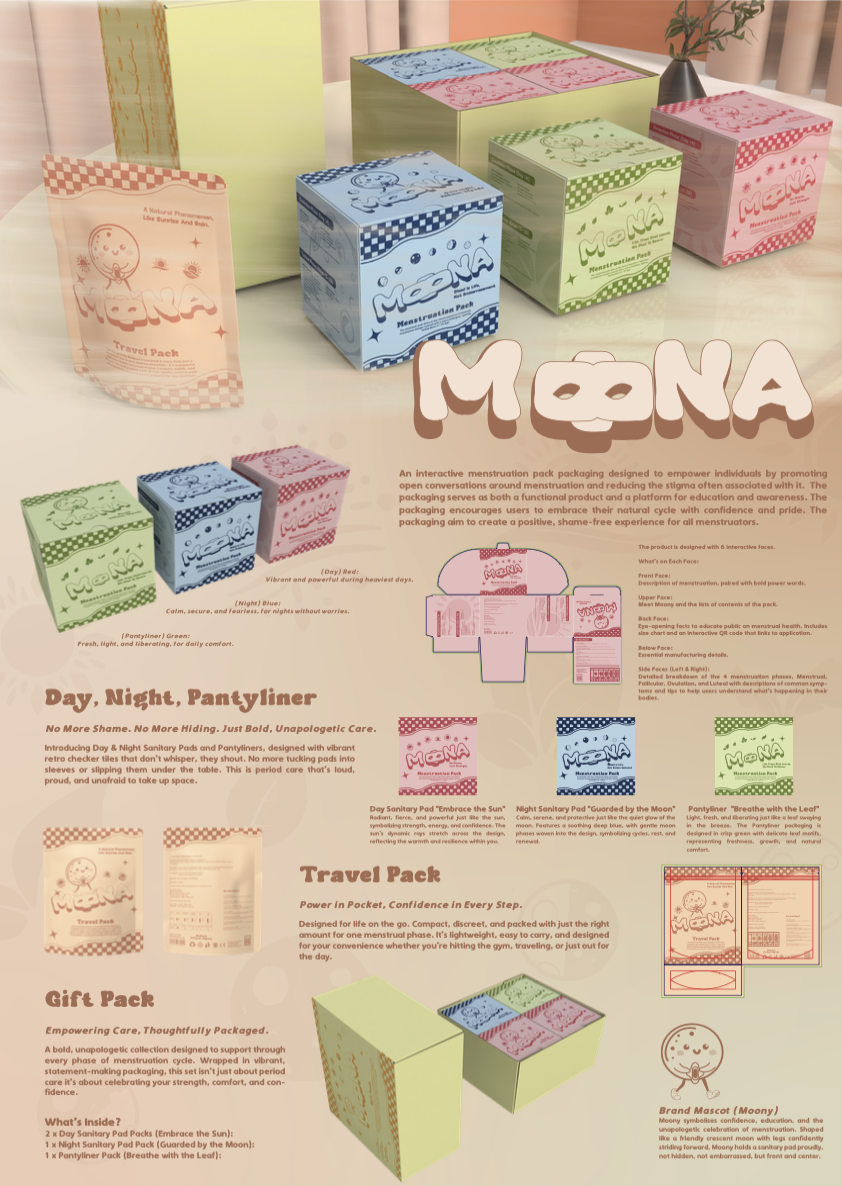 A Natural Phenomenon,
Like Sunrise And Rain.
MOONA
Travel Pack
MOONA
Menstruation Pack
MOONA
Menstruation Pack
MOONA
Menstruation Pack
MOONA
An interactive menstruation pack packaging designed to empower individuals by promoting
open conversations around menstruation and reducing the stigma often associated with it. The
packaging serves as both a functional product and a platform for education and awareness. The
packaging encourages users to embrace their natural cycle with confidence and pride. The
packaging aim to create a positive, shame-free experience for all menstruators.
(Day) Red:
Vibrant and powerful during heaviest days.
(Night) Blue:
Calm, secure, and fearless, for nights without worries.
(Pantyliner) Green:
Fresh, light, and liberating, for daily comfort.
The product is designed with 6 interactive faces.
What's on Each Face:
Front Face:
Description of menstruation, paired with bold power words.
Upper Face:
Meet Moony and the lists of contents of the pack.
Back Face:
Eye-opening facts to educate public on menstrual health. Includes
size chart and an interactive QR code that links to application.
Below Face:
Essential manufacturing details.
Side Faces (Left & Right):
Detailed breakdown of the 4 menstruation phases, Menstrual,
Follicular, Ovulation, and Luteal with descriptions of common symp-
toms and tips to help users understand what's happening in their
bodies.
Day, Night, Pantyliner
No More Shame. No More Hiding. Just Bold, Unapologetic Care.
Introducing Day & Night Sanitary Pads and Pantyliners, designed with vibrant
retro checker tiles that don't whisper, they shout. No more tucking pads into
sleeves or slipping them under the table. This is period care that's loud,
proud, and unafraid to take up space.
MOONA
Menstruation Pack
MOONA
Menstruation Pack
MOONA
Menstruation Pack
Day Sanitary Pad "Embrace the Sun"
Radiant, fierce, and powerful just like the sun,
symbolizing strength, energy, and confidence. The
sun's dynamic rays stretch across the design,
reflecting the warmth and resilience within you.
Night Sanitary Pad "Guarded by the Moon"
Calm, serene, and protective just like the quiet glow of the
moon. Features a soothing deep blue, with gentle moon
phases woven into the design, symbolizing cycles, rest, and
renewal.
Pantyliner "Breathe with the Leaf"
Light, fresh, and liberating just like a leaf swaying
in the breeze. The Pantyliner packaging is
designed in crisp green with delicate leaf motifs,
representing freshness, growth, and natural
comfort.
MOONA
Travel Pack
Travel Pack
Power in Pocket, Confidence in Every Step.
Designed for life on the go. Compact, discreet, and packed with just the right
amount for one menstrual phase. It's lightweight, easy to carry, and designed
for your convenience whether you're hitting the gym, traveling, or just out for
the day.
MOONA
Travel Pack
Gift Pack
Empowering Care, Thoughtfully Packaged.
A bold, unapologetic collection designed to support through
every phase of menstruation cycle. Wrapped in vibrant,
statement-making packaging, this set isn't just about period
care it's about celebrating your strength, comfort, and con-
fidence.
What's Inside?
2 x Day Sanitary Pad Packs (Embrace the Sun):
1 x Night Sanitary Pad Pack (Guarded by the Moon):
1 x Pantyliner Pack (Breathe with the Leaf):
Brand Mascot (Moony)
Moony symbolises confidence, education, and the
unapologetic celebration of menstruation. Shaped
like a friendly crescent moon with legs confidently
striding forward, Moony holds a sanitary pad proudly,
not hidden, not embarrassed, but front and center.